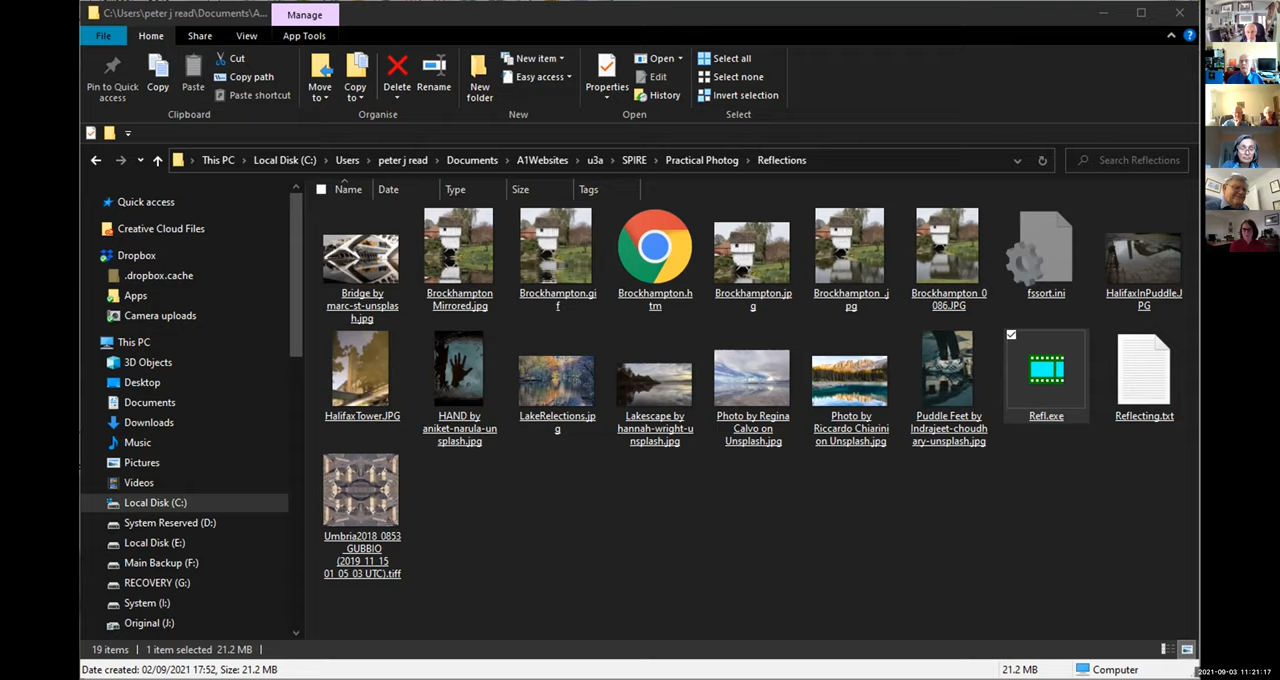 C:\Users\peter j read\Documents\A...
Manage
File
Home
Share
View
App Tools
Pin to Quick access
Copy
Paste
Cut
Copy path
Paste shortcut
Move to
Copy to
Delete
Rename
New folder
New item
Easy access
Properties
Open
Edit
History
Select all
Select none
Invert selection
Clipboard
Organise
New
Open
Select
This PC > Local Disk (C:) > Users > peter j read > Documents > A1Websites > u3a > SPIRE > Practical Photog > Reflections
Search Reflections
Name
Date
Type
Size
Tags
Quick access
Creative Cloud Files
Dropbox
.dropbox.cache
Apps
Camera uploads
This PC
3D Objects
Desktop
Documents
Downloads
Music
Pictures
Videos
Local Disk (C:)
System Reserved (D:)
Local Disk (E:)
Main Backup (F:)
RECOVERY (G:)
System (I:)
Original (J:)
Bridge by
marc-st-unsplas
h.jpg
Brockhampton
Mirrored.jpg
Brockhampton.gi
f
Brockhampton.h
tm
Brockhampton.jp
g
Brockhampton_.j
pg
Brockhampton_0
086.JPG
fssort.ini
HalifaxInPuddle.J
PG
HalifaxTower.JPG
HAND by
aniket-narula-un
splash.jpg
LakeRelections.jp
g
Lakescape by
hannah-wright-u
nsplash.jpg
Photo by Regina
Calvo on
Unsplash.jpg
Photo by
Riccardo Chiarini
on Unsplash.jpg
Puddle Feet by
Indrajeet-choudh
ary-unsplash.jpg
Refl.exe
Reflecting.txt
Umbria2018_0853
_GUBBIO
(2019_11_15
01_05_03 UTC).tiff
19 items
1 item selected 21.2 MB
Date created: 02/09/2021 17:52, Size: 21.2 MB
21.2 MB
Computer
2021-09-03 11:21:17